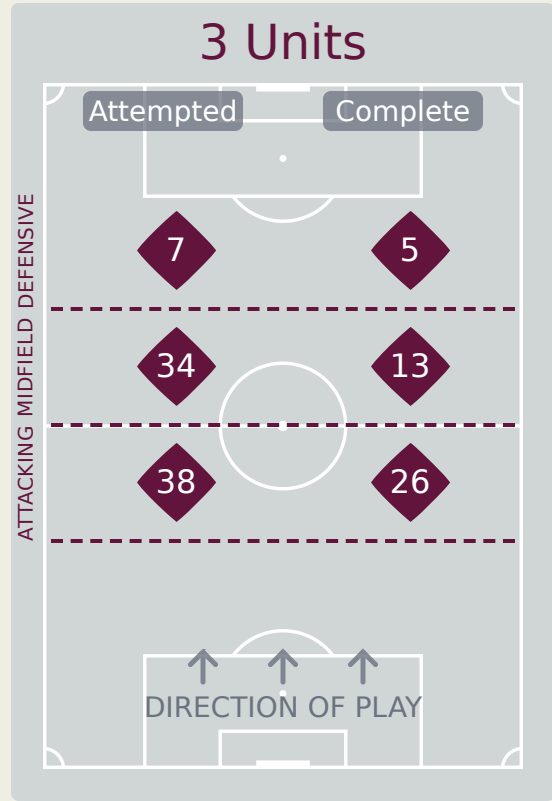 3 Units
Attempted Complete
ATTACKING MIDFIELD DEFENSIVE
7 5
34 13
38 26
DIRECTION OF PLAY